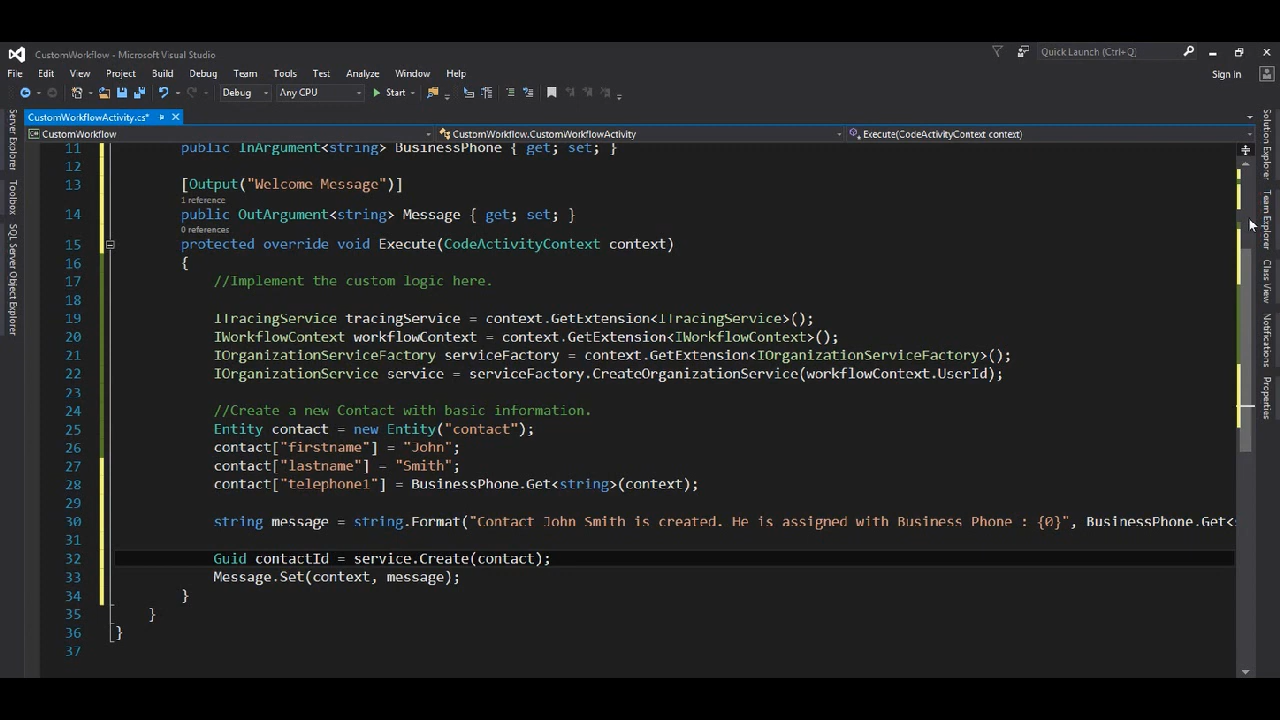 CustomWorkflow - Microsoft Visual Studio
Quick Launch (Ctrl+Q)
File Edit View Project Build Debug Team Tools Test Analyze Window Help
Sign in
Debug Any CPU Start
CustomWorkflowActivity.cs*
CustomWorkflow CustomWorkflow.CustomWorkflowActivity Execute(CodeActivityContext context)
Server Explorer
Toolbox
SQL Server Object Explorer
11 public InArgument<string> BusinessPhone { get; set; }
12
13 [Output("Welcome Message")]
1 reference
14 public OutArgument<string> Message { get; set; }
0 references
15 protected override void Execute(CodeActivityContext context)
16 {
17 //Implement the custom logic here.
18
19 ITracingService tracingService = context.GetExtension<ITracingService>();
20 IWorkflowContext workflowContext = context.GetExtension<IWorkflowContext>();
21 IOrganizationServiceFactory serviceFactory = context.GetExtension<IOrganizationServiceFactory>();
22 IOrganizationService service = serviceFactory.CreateOrganizationService(workflowContext.UserId);
23
24 //Create a new Contact with basic information.
25 Entity contact = new Entity("contact");
26 contact["firstname"] = "John";
27 contact["lastname"] = "Smith";
28 contact["telephone1"] = BusinessPhone.Get<string>(context);
29
30 string message = string.Format("Contact John Smith is created. He is assigned with Business Phone : {0}", BusinessPhone.Get<s
31
32 Guid contactId = service.Create(contact);
33 Message.Set(context, message);
34 }
35 }
36 }
37
Solution Explorer
Team Explorer
Class View
Notifications
Properties